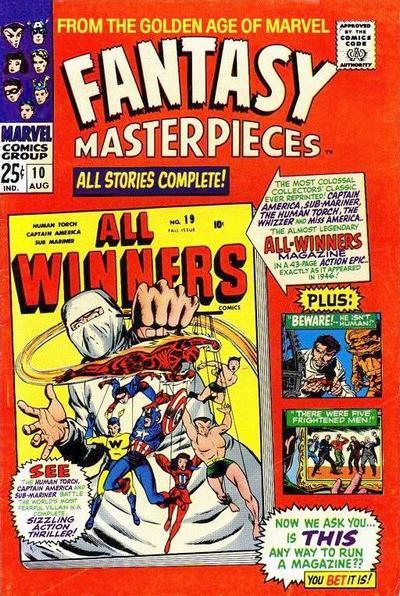 FROM THE GOLDEN AGE OF MARVEL
APPROVED
BY THE
COMICS
CODE
AUTHORITY
FANTASY
MASTERPIECES
MARVEL
COMICS
GROUP
25¢
IND.
10
AUG
ALL STORIES COMPLETE!
THE MOST COLOSSAL
COLLECTORS' CLASSIC
EVER REPRINTED! CAPTAIN
AMERICA, SUB-MARINER,
THE HUMAN TORCH, THE
WHIZZER AND MISS AMERICA.
THE ALMOST LEGENDARY
ALL-WINNERS
MAGAZINE
IN A 43-PAGE ACTION EPIC..
EXACTLY AS IT APPEARED
IN 1946!
HUMAN TORCH
CAPTAIN AMERICA
SUB MARINER
NO. 19
FALL ISSUE
10¢
ALL
WINNERS
COMICS
PLUS:
"BEWARE!.. HE ISN'T
HUMAN!"
"THERE WERE FIVE
FRIGHTENED MEN!"
SEE
THE HUMAN TORCH,
CAPTAIN AMERICA AND
SUB-MARINER BATTLE
THE WORLD'S MOST
FEARFUL VILLAIN IN A
COMPLETE,
SIZZLING
ACTION
THRILLER!
NOW WE ASK YOU...
IS THIS
ANY WAY TO RUN
A MAGAZINE??
YOU BET IT IS!